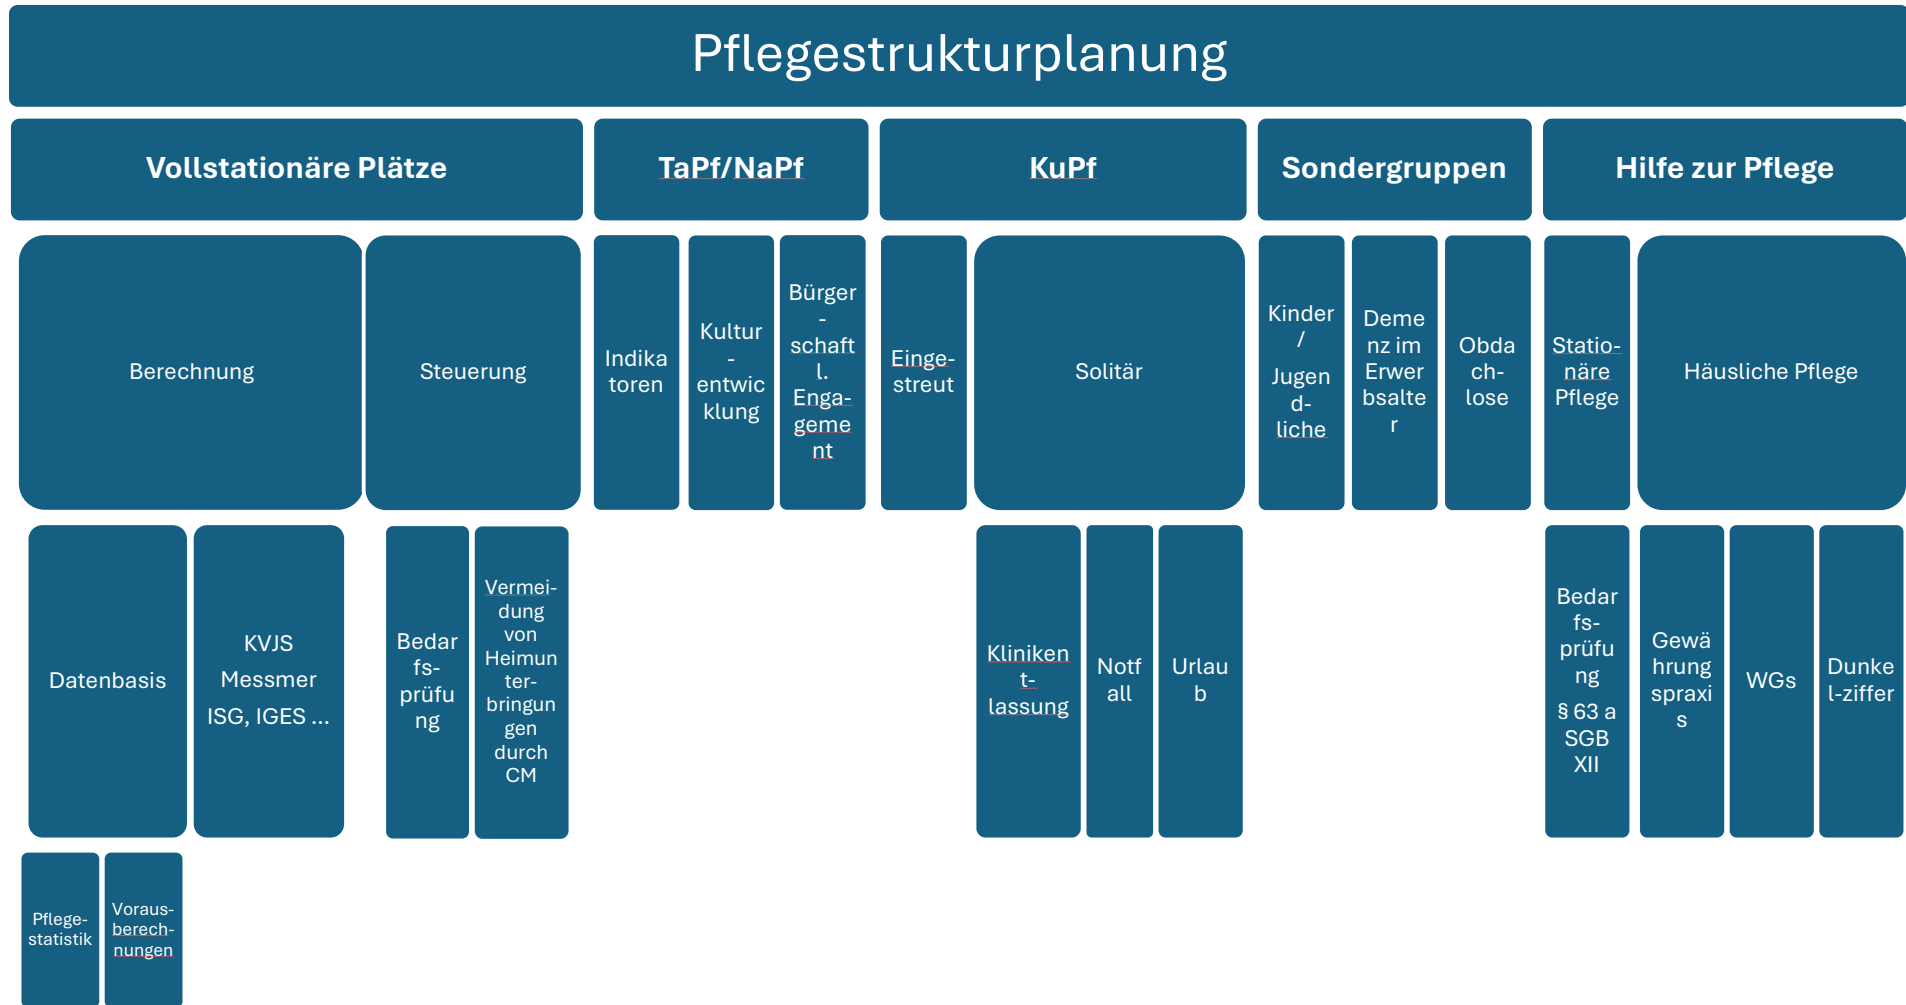 Pflegestrukturplanung
Vollstationäre Plätze
TaPf/NaPf
KuPf
Sondergruppen
Hilfe zur Pflege
Berechnung
Steuerung
Indika
toren
Kultur
-
entwic
klung
Bürger
-
schaft
l.
Enga-
geme
nt
Einge-
streut
Solitär
Kinder
/
Jugen
d-
liche
Deme
nz im
Erwer
bsalte
r
Obda
ch-
lose
Statio-
näre
Pflege
Häusliche Pflege
Datenbasis
KVJS
Messmer
ISG, IGES ...
Bedar
fs-
prüfu
ng
Vermei-
dung
von
Heimun
ter-
bringun
gen
durch
CM
Kliniken
t-
lassung
Notf
all
Urlau
b
Bedar
fs-
prüfu
ng
§ 63 a
SGB
XII
Gewä
hrung
spraxi
s
WGs
Dunke
l-ziffer
Pflege-
statistik
Voraus-
berech-
nungen